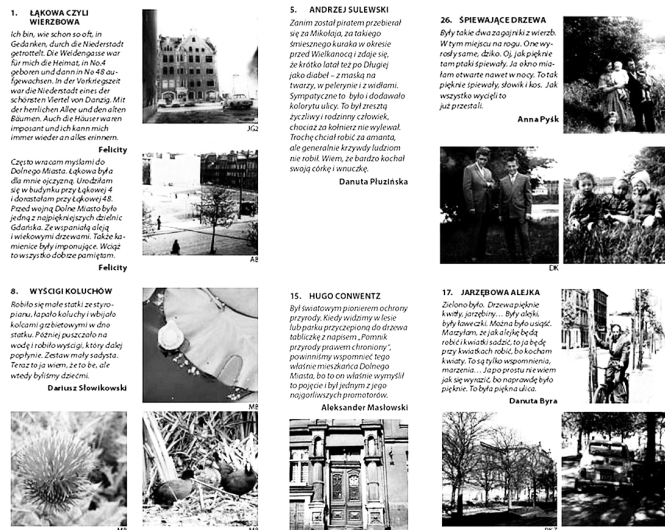 1. ŁĄKOWA CZYLI
WIERZBOWA
Ich bin, wie schon so oft, in
Gedanken, durch die Niederstadt
getrottelt. Die Weidengasse war
für mich die Heimat, in No.4
geboren und dann in No 48 auf-
gewachsen. In der Vorkriegszeit
war die Niederstadt eines der
schönsten Viertel von Danzig. Mit
der herrlichen Allee und den alten
Bäumen. Auch die Häuser waren
imposant und ich kann mich
immer wieder an alles erinnern.
Felicity
Często wracam myślami do
Dolnego Miasta. Łąkowa była
dla mnie ojczyzną. Urodziłam
się w budynku przy Łąkowej 4
i dorastałam przy Łąkowej 48.
Przed wojną Dolne Miasto było
jedną z najpiękniejszych dzielnic
Gdańska. Ze wspaniałą aleją
i wiekowymi drzewami. Także ka-
mienice były imponujące. Wciąż
to wszystko dobrze pamiętam.
Felicity
JG2
AB
8. WYŚCIGI KOLUCHÓW
Robiło się małe statki ze styro-
pianu, łapało koluchy i wbijało
kolcami grzbietowymi w dno
statku. Później puszczało na
wodę i robiło wyścigi, który dalej
popłynie. Zestaw mały sadysta.
Teraz to ja wiem, że to be, ale
wtedy byliśmy dziećmi.
Dariusz Słowikowski
MB
5. ANDRZEJ SULEWSKI
Zanim został piratem przebierał
się za Mikołaja, za takiego
śmiesznego kuraka w okresie
przed Wielkanocą i zdaje się,
że krótko latał też po Długiej
jako diabeł – z maską na
twarzy, w pelerynie i z widłami.
Sympatyczne to było i dodawało
kolorytu ulicy. To był zresztą
życzliwy i rodzinny człowiek,
chociaż za kołnierz nie wylewał.
Trochę chciał robić za amanta,
ale generalnie krzywdy ludziom
nie robił. Wiem, że bardzo kochał
swoją córkę i wnuczkę.
Danuta Pluzińska
15. HUGO CONWENTZ
Był światowym pionierem ochrony
przyrody. Kiedy widzimy w lesie
lub parku przyczepioną do drzewa
tabliczkę z napisem „Pomnik
przyrody prawem chroniony”,
powinniśmy wspomnieć tego
właśnie mieszkańca Dolnego
Miasta, bo to on właśnie wymyślił
to pojęcie i był jednym z jego
najgorliwszych promotorów.
Aleksander Masłowski
26. ŚPIEWAJĄCE DRZEWA
Były takie dwa zagajniki z wierzb.
W tym miejscu na rogu. One wy-
rosły same, dziko. Oj, jak pięknie
tam ptaki śpiewały. Ja okno mia-
łam otwarte nawet w nocy. To tak
pięknie śpiewały, słowik i kos. Jak
wszystko wycięli to
już przestali.
Anna Pyśk
DK
17. JARZĘBOWA ALEJKA
Zielono było. Drzewa pięknie
kwitły, jarzębiny… Były alejki,
były ławeczki. Można było usiąść.
Marzyłam, że jak alejkę będą
robić i kwiatki sadzić, to ja będę
przy kwiatkach robić, bo kocham
kwiaty. To są tylko wspomnienia,
marzenia… Ja po prostu nie wiem
jak się wyrazić, bo naprawdę było
pięknie. To była piękna ulica.
Danuta Byra